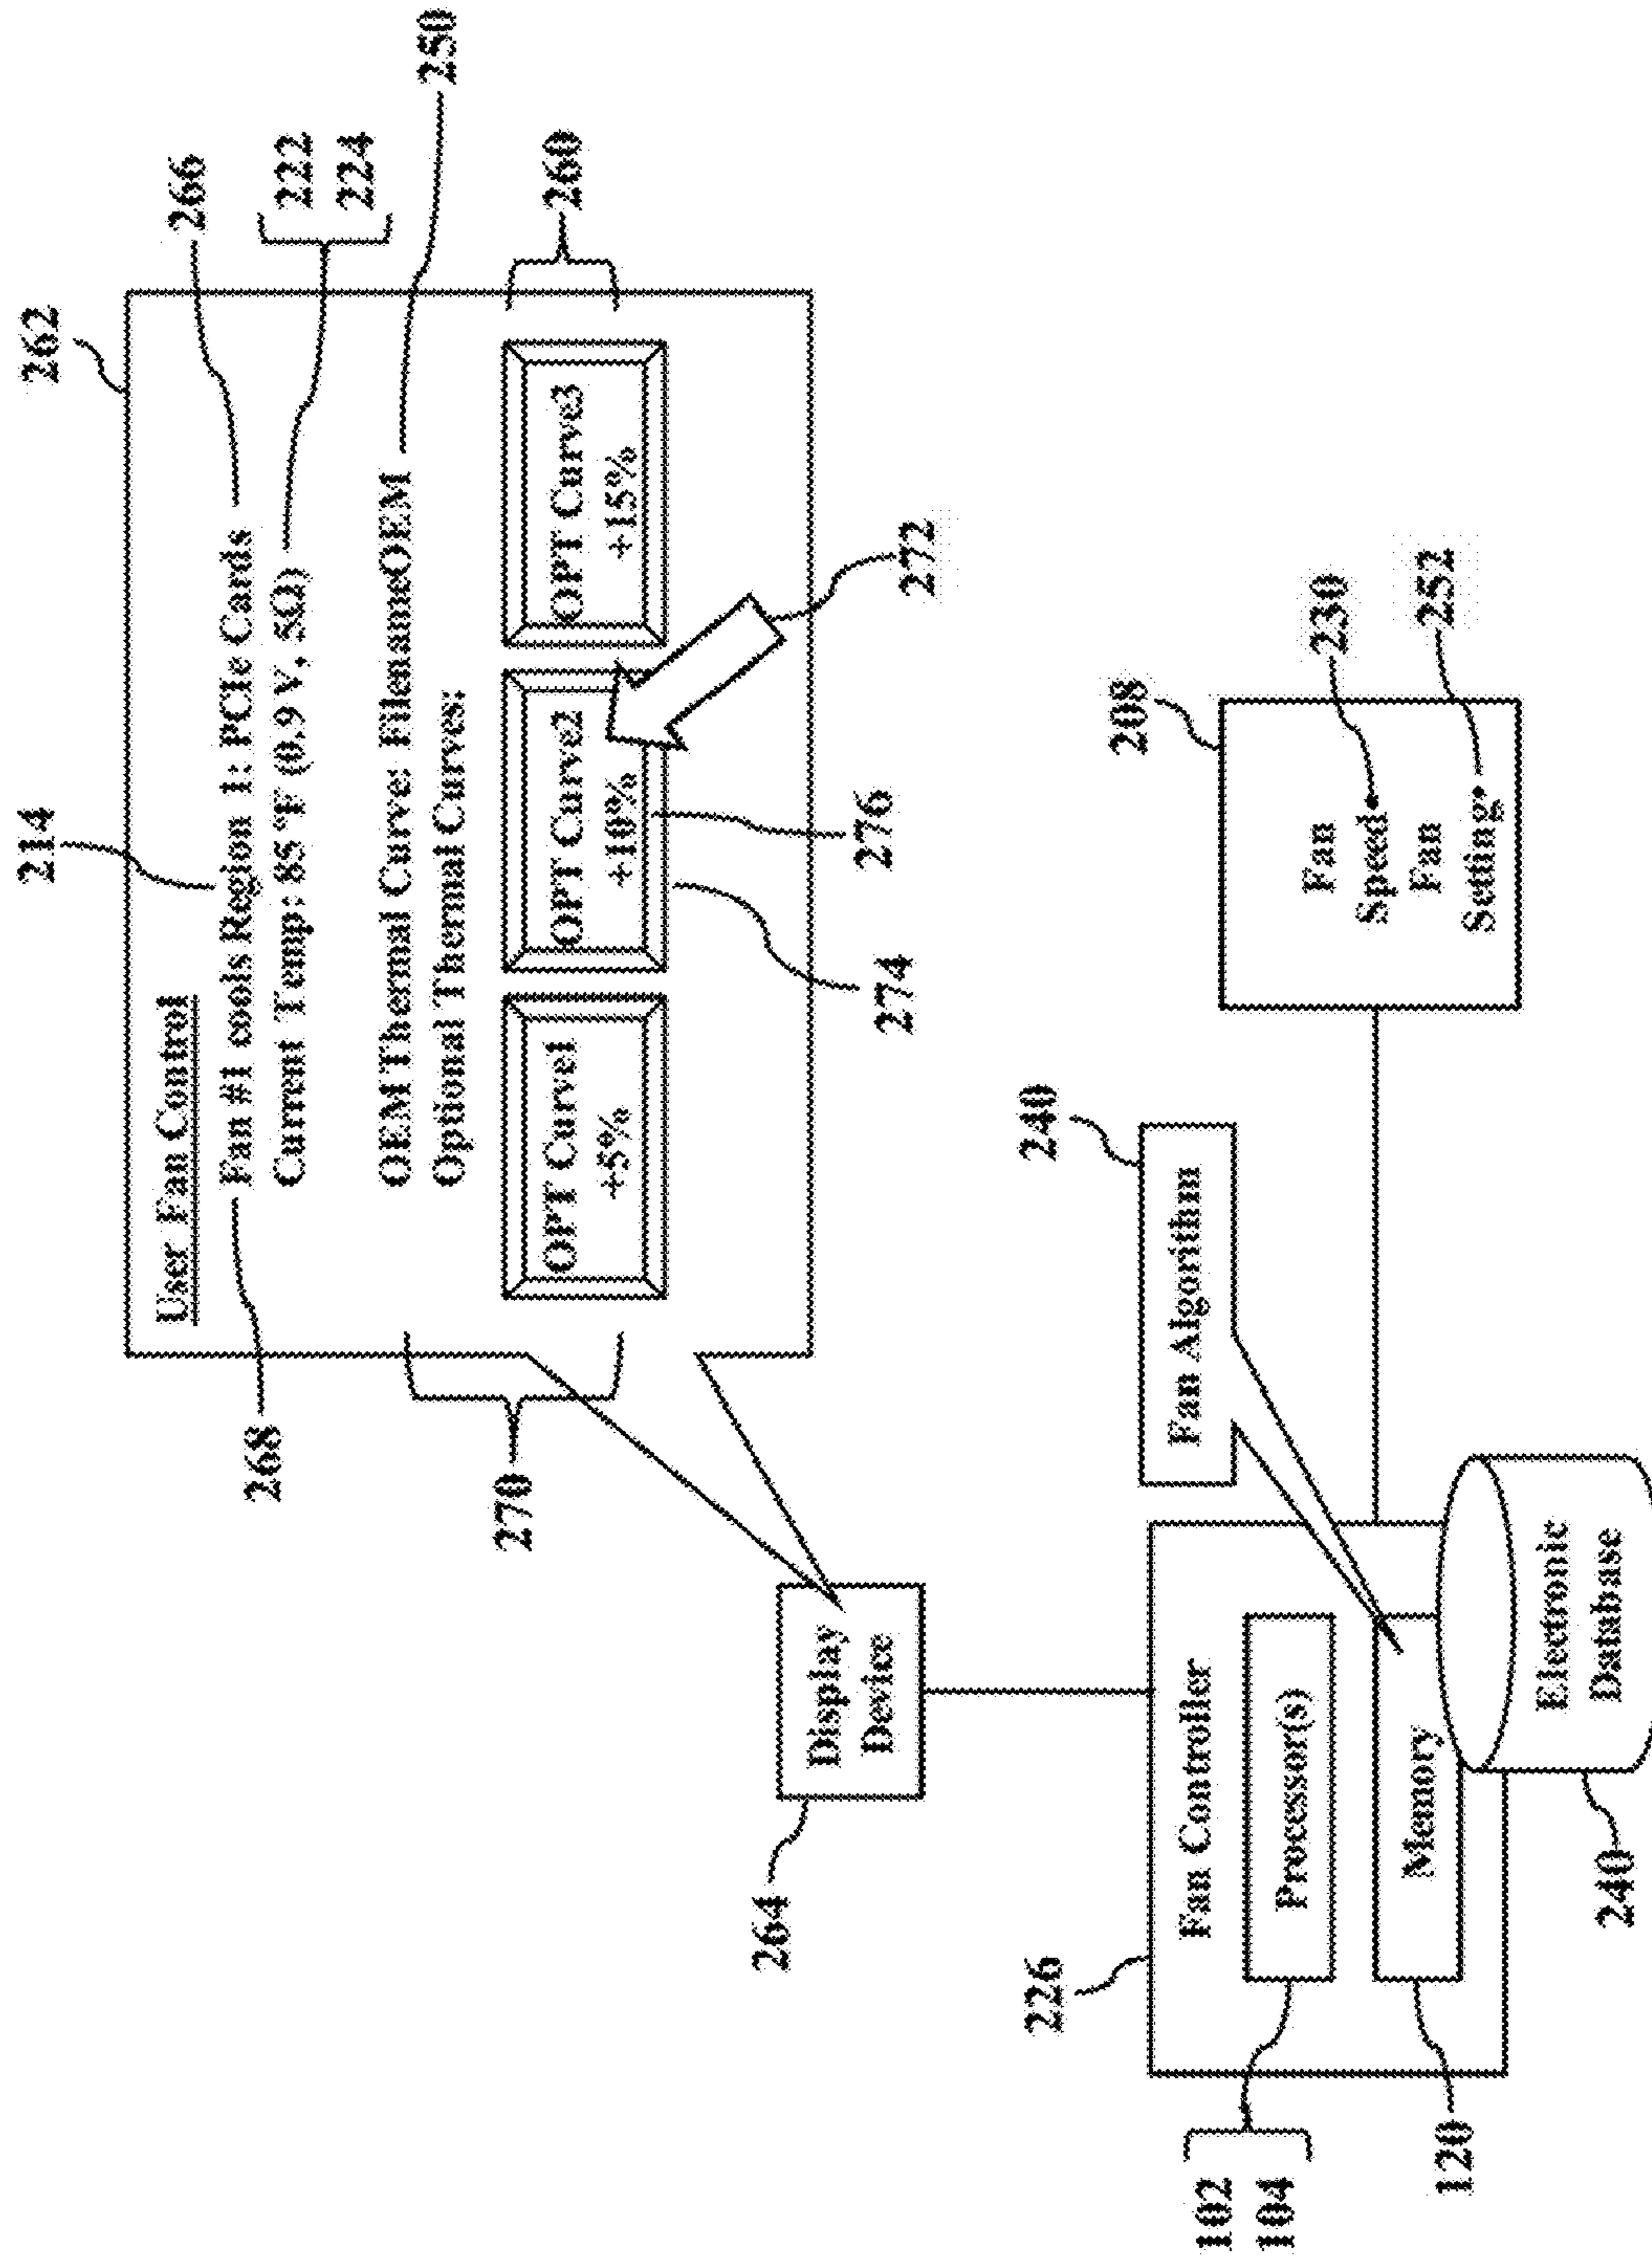 214
262
User Fan Control
Fan #1 cools Region 1: PCIe Cards
Current Temp: 85 °F (0.9 V, 5Ω)
OEM Thermal Curve: FilenameOEM
Optional Thermal Curves:
OPT Curve1
+5%
OPT Curve2
+10%
OPT Curve3
+15%
266
222
224
250
260
268
270
274
276
272
264
Display
Device
226
Fan Controller
Processor(s)
Memory
102
104
120
Electronic
Database
240
Fan Algorithm
240
208
Fan
Speed
Fan
Setting
230
252